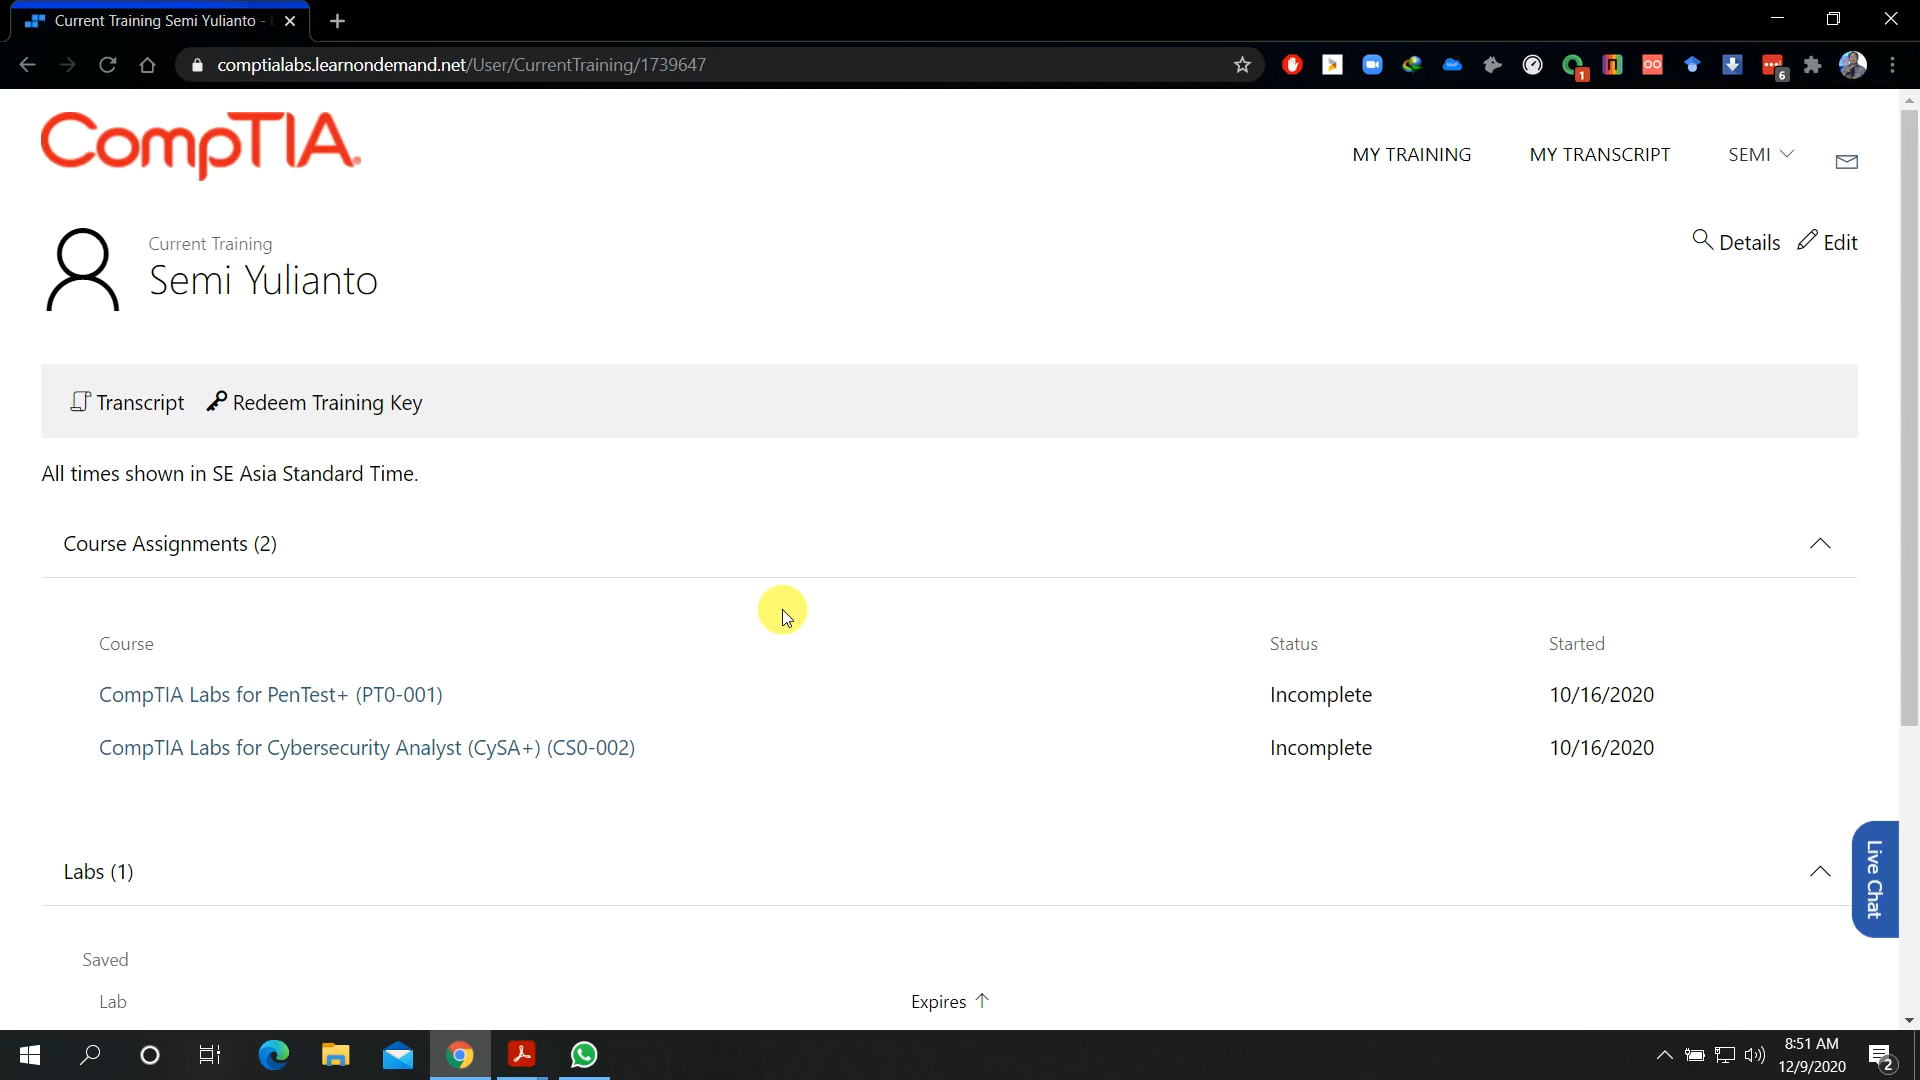 Current Training Semi Yulianto -
comptialabs.learnondemand.net/User/CurrentTraining/1739647
1
6
CompTIA.
MY TRAINING
MY TRANSCRIPT
SEMI
Current Training
Semi Yulianto
Details
Edit
Transcript
Redeem Training Key
All times shown in SE Asia Standard Time.
Course Assignments (2)
Course
Status
Started
CompTIA Labs for PenTest+ (PT0-001)
Incomplete
10/16/2020
CompTIA Labs for Cybersecurity Analyst (CySA+) (CS0-002)
Incomplete
10/16/2020
Live Chat
Labs (1)
Saved
Lab
Expires
8:51 AM
12/9/2020
2